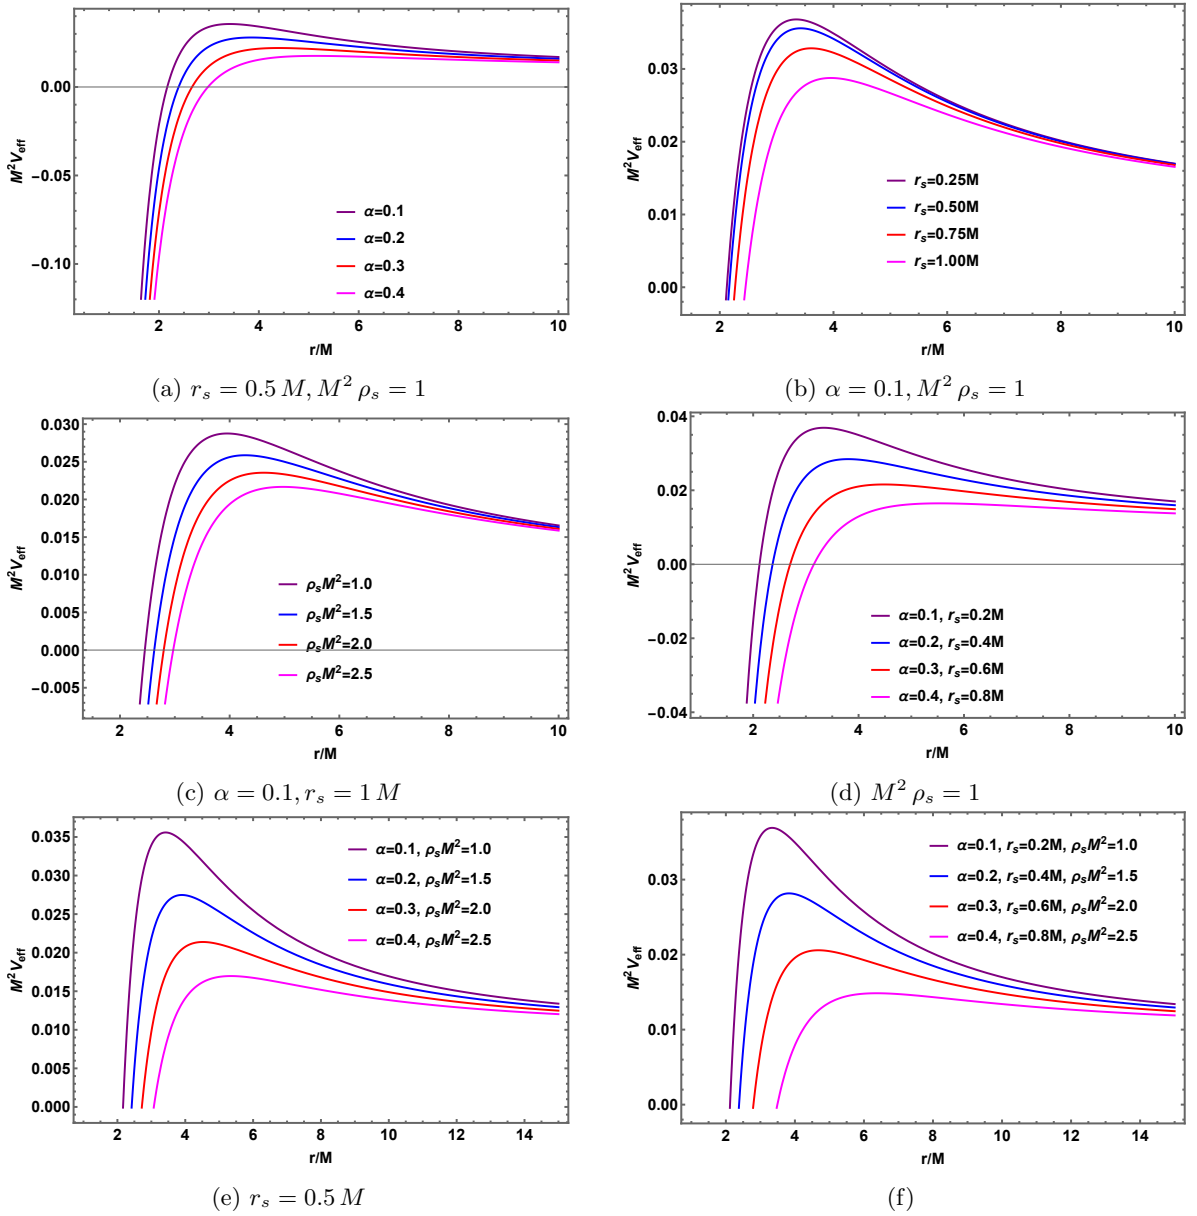 0.00
−0.05
−0.10
M²V_eff
α=0.1
α=0.2
α=0.3
α=0.4
2 4 6 8 10
r/M
(a) r_s = 0.5 M, M² ρ_s = 1
0.03
0.02
0.01
0.00
M²V_eff
r_s=0.25M
r_s=0.50M
r_s=0.75M
r_s=1.00M
2 4 6 8 10
r/M
(b) α = 0.1, M² ρ_s = 1
0.030
0.025
0.020
0.015
0.010
0.005
0.000
−0.005
M²V_eff
ρ_sM²=1.0
ρ_sM²=1.5
ρ_sM²=2.0
ρ_sM²=2.5
2 4 6 8 10
r/M
(c) α = 0.1, r_s = 1 M
0.04
0.02
0.00
−0.02
−0.04
M²V_eff
α=0.1, r_s=0.2M
α=0.2, r_s=0.4M
α=0.3, r_s=0.6M
α=0.4, r_s=0.8M
2 4 6 8 10
r/M
(d) M² ρ_s = 1
0.035
0.030
0.025
0.020
0.015
0.010
0.005
0.000
M²V_eff
α=0.1, ρ_sM²=1.0
α=0.2, ρ_sM²=1.5
α=0.3, ρ_sM²=2.0
α=0.4, ρ_sM²=2.5
2 4 6 8 10 12 14
r/M
(e) r_s = 0.5 M
0.03
0.02
0.01
0.00
M²V_eff
α=0.1, r_s=0.2M, ρ_sM²=1.0
α=0.2, r_s=0.4M, ρ_sM²=1.5
α=0.3, r_s=0.6M, ρ_sM²=2.0
α=0.4, r_s=0.8M, ρ_sM²=2.5
2 4 6 8 10 12 14
r/M
(f)